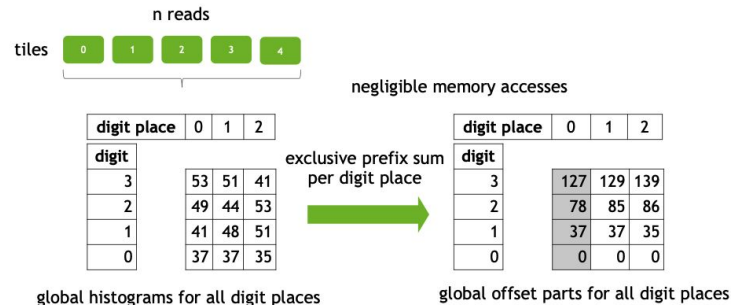 n reads
tiles 0 1 2 3 4
negligible memory accesses
digit place 0 1 2
digit
3 53 51 41
2 49 44 53
1 41 48 51
0 37 37 35
global histograms for all digit places
exclusive prefix sum
per digit place
digit place 0 1 2
digit
3 127 129 139
2 78 85 86
1 37 37 35
0 0 0 0
global offset parts for all digit places